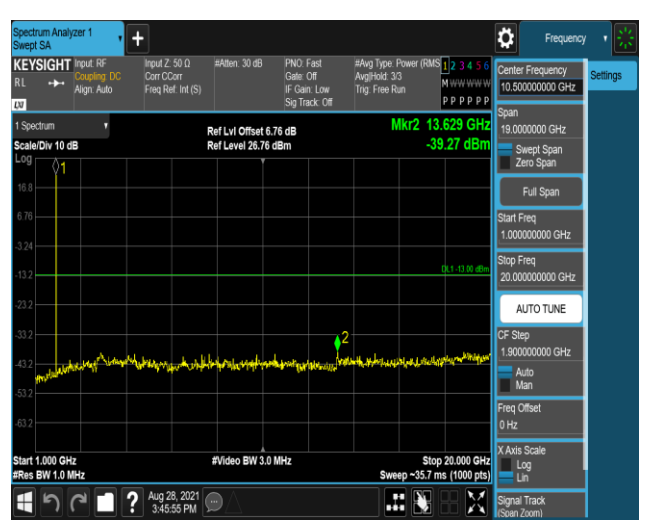 Spectrum Analyzer 1
Swept SA
Frequency
KEYSIGHT
RL
LXI
Input: RF
Coupling: DC
Align: Auto
Input Z: 50 Ω
Corr CCorr
Freq Ref: Int (S)
#Atten: 30 dB
PNO: Fast
Gate: Off
IF Gain: Low
Sig Track: Off
#Avg Type: Power (RMS
Avg|Hold: 3/3
Trig: Free Run
1 2 3 4 5 6
M W W W W W
P P P P P P
1 Spectrum
Scale/Div 10 dB
Ref Lvl Offset 6.76 dB
Ref Level 26.76 dBm
Mkr2 13.629 GHz
-39.27 dBm
Log
1
16.8
6.76
-3.24
DL1 -13.00 dBm
-13.2
-23.2
-33.2
2
-43.2
-53.2
-63.2
Start 1.000 GHz
#Res BW 1.0 MHz
#Video BW 3.0 MHz
Stop 20.000 GHz
Sweep ~35.7 ms (1000 pts)
Aug 28, 2021
3:45:55 PM
Center Frequency
10.500000000 GHz
Settings
Span
19.0000000 GHz
Swept Span
Zero Span
Full Span
Start Freq
1.000000000 GHz
Stop Freq
20.000000000 GHz
AUTO TUNE
CF Step
1.900000000 GHz
Auto
Man
Freq Offset
0 Hz
X Axis Scale
Log
Lin
Signal Track
(Span Zoom)